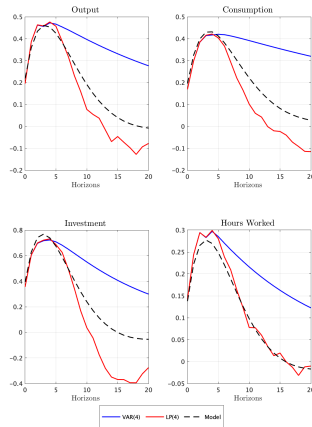 Output
0.5
0.4
0.3
0.2
0.1
0
-0.1
-0.2
0 5 10 15 20
Horizons
Consumption
0.5
0.4
0.3
0.2
0.1
0
-0.1
-0.2
0 5 10 15 20
Horizons
Investment
0.8
0.6
0.4
0.2
0
-0.2
-0.4
0 5 10 15 20
Horizons
Hours Worked
0.3
0.25
0.2
0.15
0.1
0.05
0
-0.05
0 5 10 15 20
Horizons
VAR(4) LP(4) Model